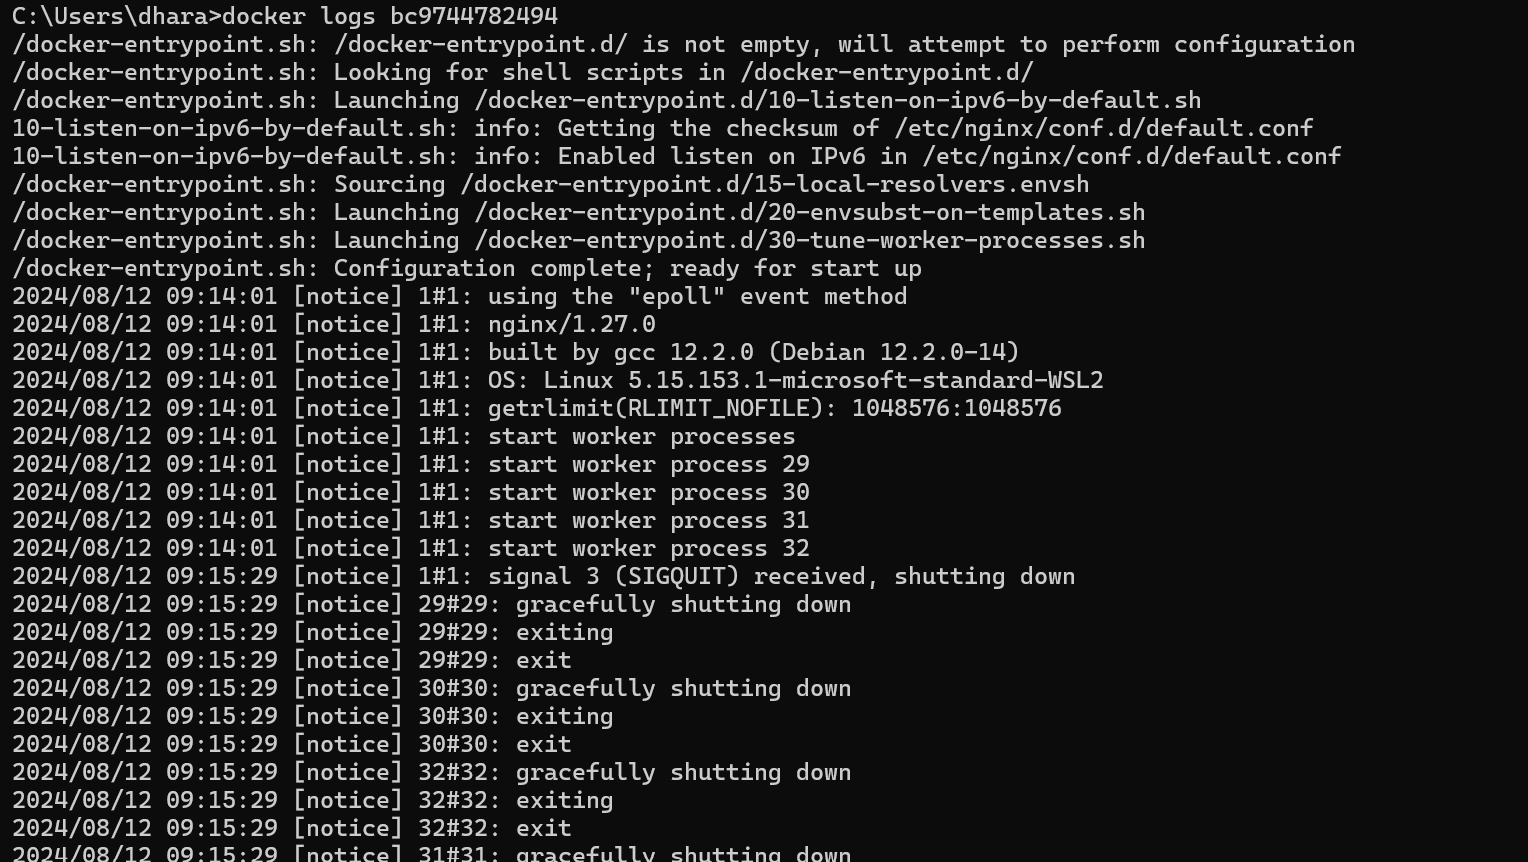 C:\Users\dhara>docker logs bc9744782494
/docker-entrypoint.sh: /docker-entrypoint.d/ is not empty, will attempt to perform configuration
/docker-entrypoint.sh: Looking for shell scripts in /docker-entrypoint.d/
/docker-entrypoint.sh: Launching /docker-entrypoint.d/10-listen-on-ipv6-by-default.sh
10-listen-on-ipv6-by-default.sh: info: Getting the checksum of /etc/nginx/conf.d/default.conf
10-listen-on-ipv6-by-default.sh: info: Enabled listen on IPv6 in /etc/nginx/conf.d/default.conf
/docker-entrypoint.sh: Sourcing /docker-entrypoint.d/15-local-resolvers.envsh
/docker-entrypoint.sh: Launching /docker-entrypoint.d/20-envsubst-on-templates.sh
/docker-entrypoint.sh: Launching /docker-entrypoint.d/30-tune-worker-processes.sh
/docker-entrypoint.sh: Configuration complete; ready for start up
2024/08/12 09:14:01 [notice] 1#1: using the "epoll" event method
2024/08/12 09:14:01 [notice] 1#1: nginx/1.27.0
2024/08/12 09:14:01 [notice] 1#1: built by gcc 12.2.0 (Debian 12.2.0-14)
2024/08/12 09:14:01 [notice] 1#1: OS: Linux 5.15.153.1-microsoft-standard-WSL2
2024/08/12 09:14:01 [notice] 1#1: getrlimit(RLIMIT_NOFILE): 1048576:1048576
2024/08/12 09:14:01 [notice] 1#1: start worker processes
2024/08/12 09:14:01 [notice] 1#1: start worker process 29
2024/08/12 09:14:01 [notice] 1#1: start worker process 30
2024/08/12 09:14:01 [notice] 1#1: start worker process 31
2024/08/12 09:14:01 [notice] 1#1: start worker process 32
2024/08/12 09:15:29 [notice] 1#1: signal 3 (SIGQUIT) received, shutting down
2024/08/12 09:15:29 [notice] 29#29: gracefully shutting down
2024/08/12 09:15:29 [notice] 29#29: exiting
2024/08/12 09:15:29 [notice] 29#29: exit
2024/08/12 09:15:29 [notice] 30#30: gracefully shutting down
2024/08/12 09:15:29 [notice] 30#30: exiting
2024/08/12 09:15:29 [notice] 30#30: exit
2024/08/12 09:15:29 [notice] 32#32: gracefully shutting down
2024/08/12 09:15:29 [notice] 32#32: exiting
2024/08/12 09:15:29 [notice] 32#32: exit
2024/08/12 09:15:29 [notice] 31#31: gracefully shutting down